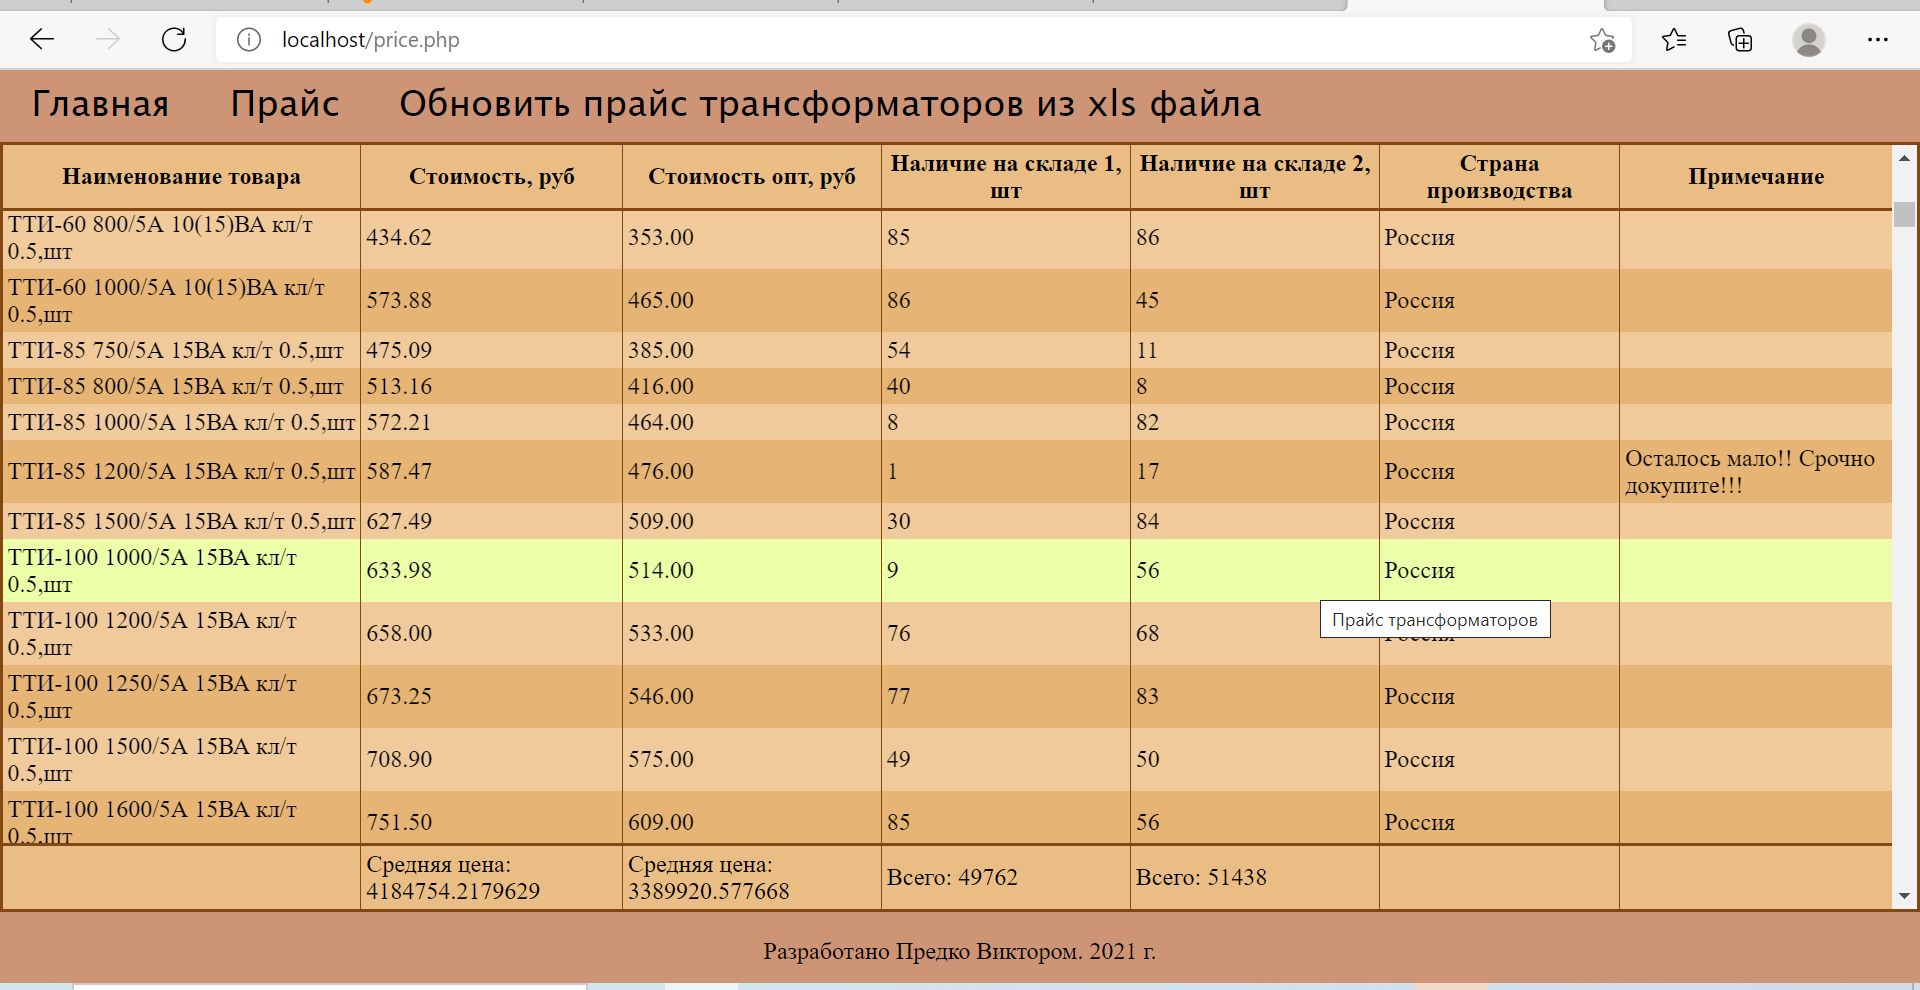 localhost/price.php
Главная Прайс Обновить прайс трансформаторов из xls файла
Наименование товара Стоимость, руб Стоимость опт, руб Наличие на складе 1, шт Наличие на складе 2, шт Страна производства Примечание
ТТИ-60 800/5А 10(15)ВА кл/т 0.5,шт 434.62 353.00 85 86 Россия
ТТИ-60 1000/5А 10(15)ВА кл/т 0.5,шт 573.88 465.00 86 45 Россия
ТТИ-85 750/5А 15ВА кл/т 0.5,шт 475.09 385.00 54 11 Россия
ТТИ-85 800/5А 15ВА кл/т 0.5,шт 513.16 416.00 40 8 Россия
ТТИ-85 1000/5А 15ВА кл/т 0.5,шт 572.21 464.00 8 82 Россия
ТТИ-85 1200/5А 15ВА кл/т 0.5,шт 587.47 476.00 1 17 Россия Осталось мало!! Срочно докупите!!!
ТТИ-85 1500/5А 15ВА кл/т 0.5,шт 627.49 509.00 30 84 Россия
ТТИ-100 1000/5А 15ВА кл/т 0.5,шт 633.98 514.00 9 56 Россия
ТТИ-100 1200/5А 15ВА кл/т 0.5,шт 658.00 533.00 76 68
Прайс трансформаторов
ТТИ-100 1250/5А 15ВА кл/т 0.5,шт 673.25 546.00 77 83 Россия
ТТИ-100 1500/5А 15ВА кл/т 0.5,шт 708.90 575.00 49 50 Россия
ТТИ-100 1600/5А 15ВА кл/т 0.5,шт 751.50 609.00 85 56 Россия
Средняя цена: 4184754.2179629 Средняя цена: 3389920.577668 Всего: 49762 Всего: 51438
Разработано Предко Виктором. 2021 г.